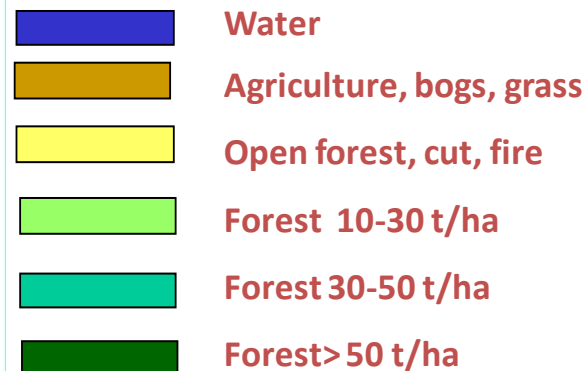 Water
Agriculture, bogs, grass
Open forest, cut, fire
Forest 10-30 t/ha
Forest 30-50 t/ha
Forest> 50 t/ha